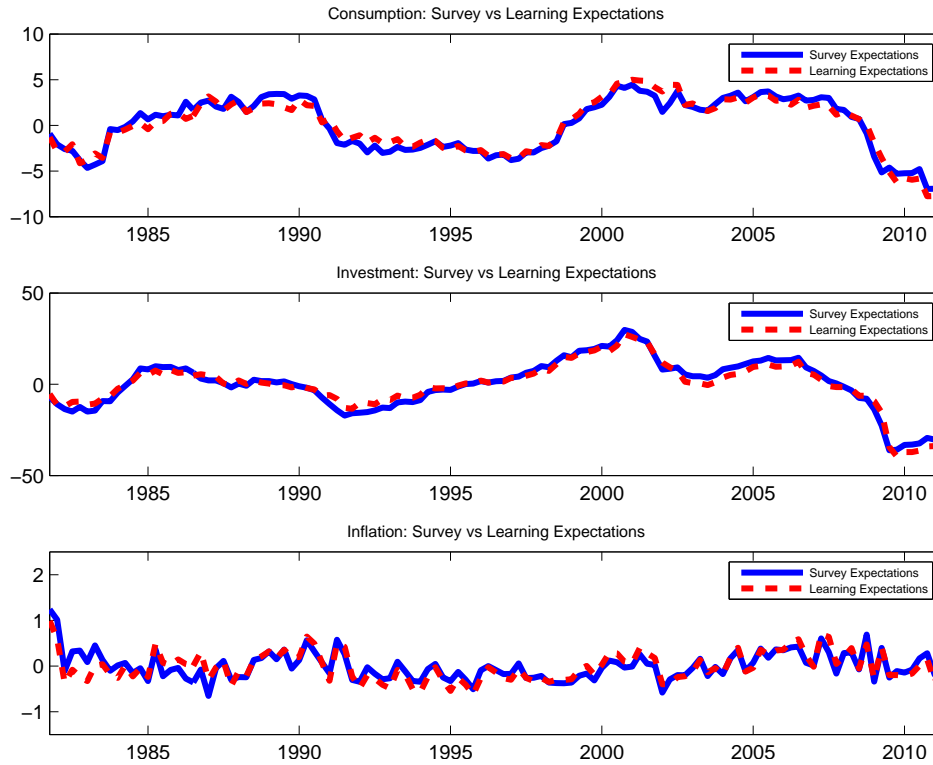 Consumption: Survey vs Learning Expectations
10
5
0
−5
−10
Survey Expectations
Learning Expectations
1985 1990 1995 2000 2005 2010
Investment: Survey vs Learning Expectations
50
0
−50
Survey Expectations
Learning Expectations
1985 1990 1995 2000 2005 2010
Inflation: Survey vs Learning Expectations
2
1
0
−1
Survey Expectations
Learning Expectations
1985 1990 1995 2000 2005 2010